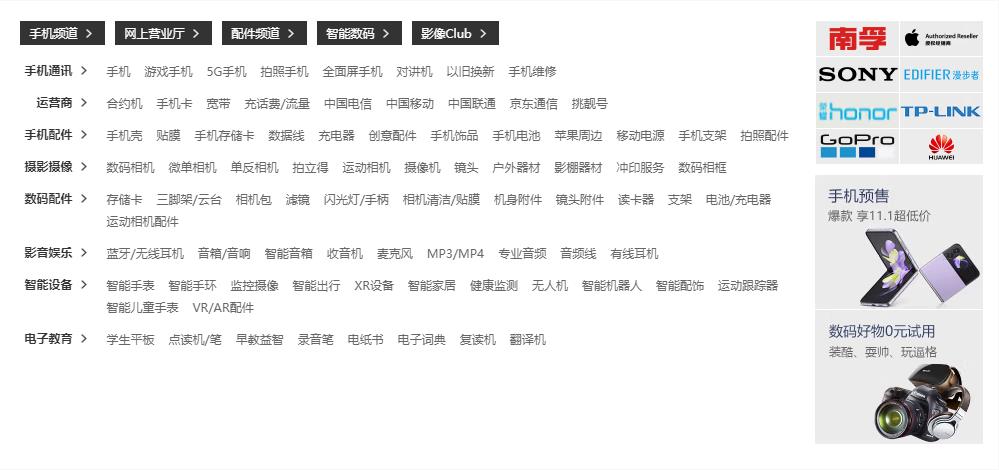 手机频道 > 网上营业厅 > 配件频道 > 智能数码 > 影像Club >
手机通讯 > 手机 游戏手机 5G手机 拍照手机 全面屏手机 对讲机 以旧换新 手机维修
运营商 > 合约机 手机卡 宽带 充话费/流量 中国电信 中国移动 中国联通 京东通信 挑靓号
手机配件 > 手机壳 贴膜 手机存储卡 数据线 充电器 创意配件 手机饰品 手机电池 苹果周边 移动电源 手机支架 拍照配件
摄影摄像 > 数码相机 微单相机 单反相机 拍立得 运动相机 摄像机 镜头 户外器材 影棚器材 冲印服务 数码相框
数码配件 > 存储卡 三脚架/云台 相机包 滤镜 闪光灯/手柄 相机清洁/贴膜 机身附件 镜头附件 读卡器 支架 电池/充电器
运动相机配件
影音娱乐 > 蓝牙/无线耳机 音箱/音响 智能音箱 收音机 麦克风 MP3/MP4 专业音频 音频线 有线耳机
智能设备 > 智能手表 智能手环 监控摄像 智能出行 XR设备 智能家居 健康监测 无人机 智能机器人 智能配饰 运动跟踪器
智能儿童手表 VR/AR配件
电子教育 > 学生平板 点读机/笔 早教益智 录音笔 电纸书 电子词典 复读机 翻译机
南孚 Authorized Reseller
授权经销商
SONY EDIFIER 漫步者
荣耀 honor TP-LINK
GoPro HUAWEI
手机预售
爆款 享11.1超低价
数码好物0元试用
装酷、耍帅、玩逼格